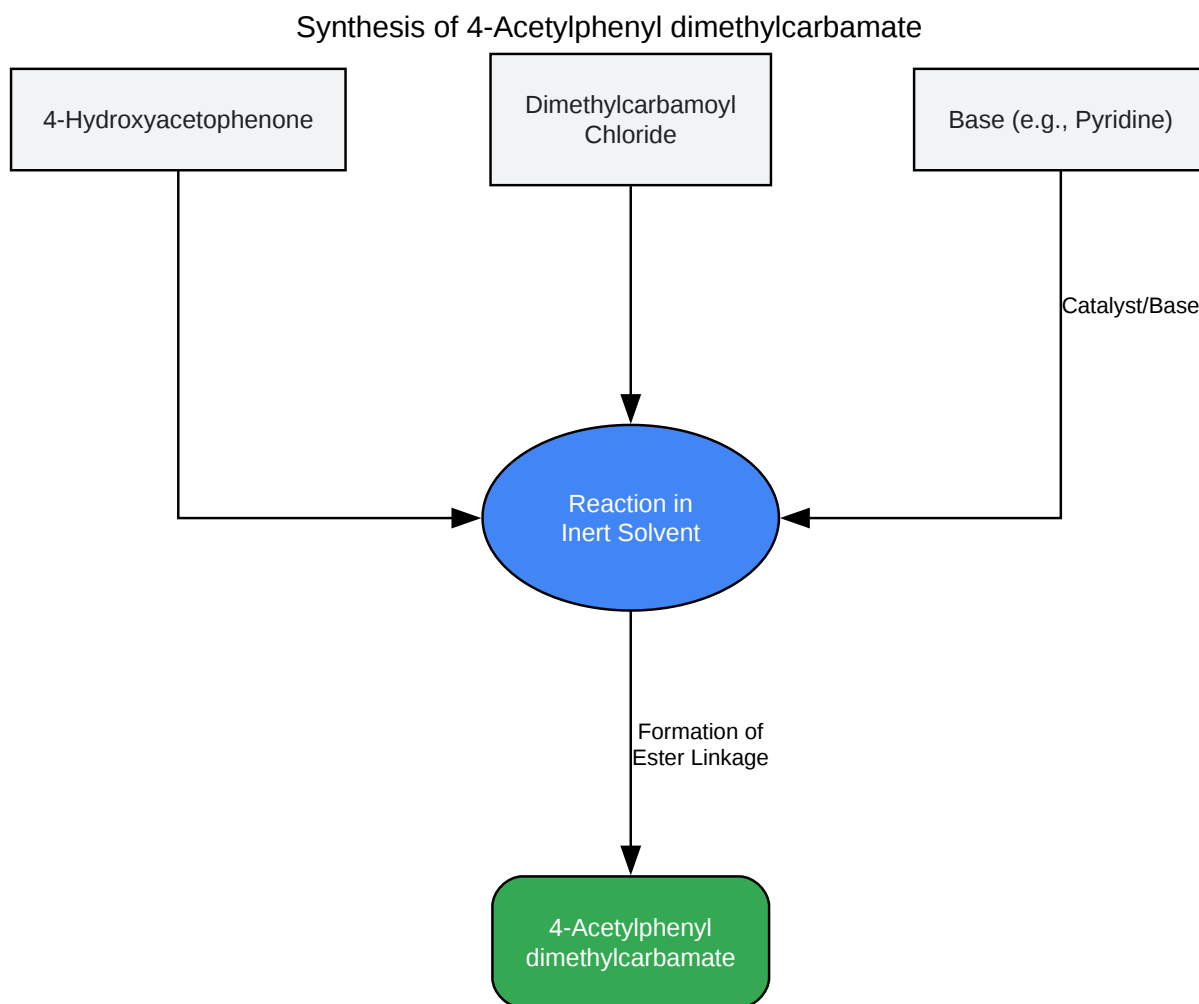 Synthesis of 4-Acetylphenyl dimethylcarbamate
4-Hydroxyacetophenone
Dimethylcarbamoyl
Chloride
Base (e.g., Pyridine)
Catalyst/Base
Reaction in
Inert Solvent
Formation of
Ester Linkage
4-Acetylphenyl
dimethylcarbamate